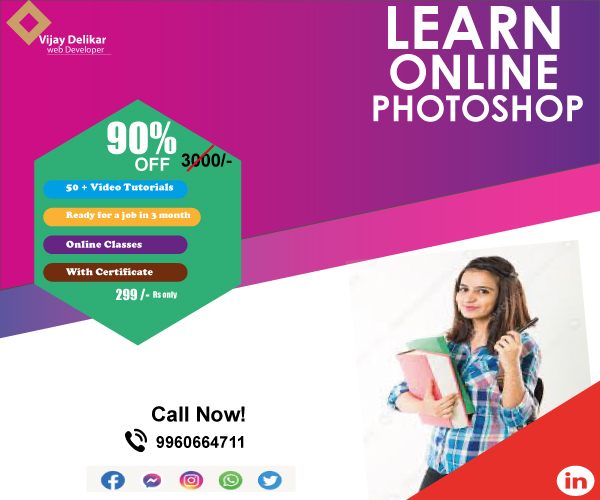 Vijay Delikar
web Developer
LEARN
ONLINE
PHOTOSHOP
90%
OFF
3000/-
50 + Video Tutorials
Ready for a job in 3 month
Online Classes
With Certificate
299 /- Rs only
Call Now!
9960664711
in